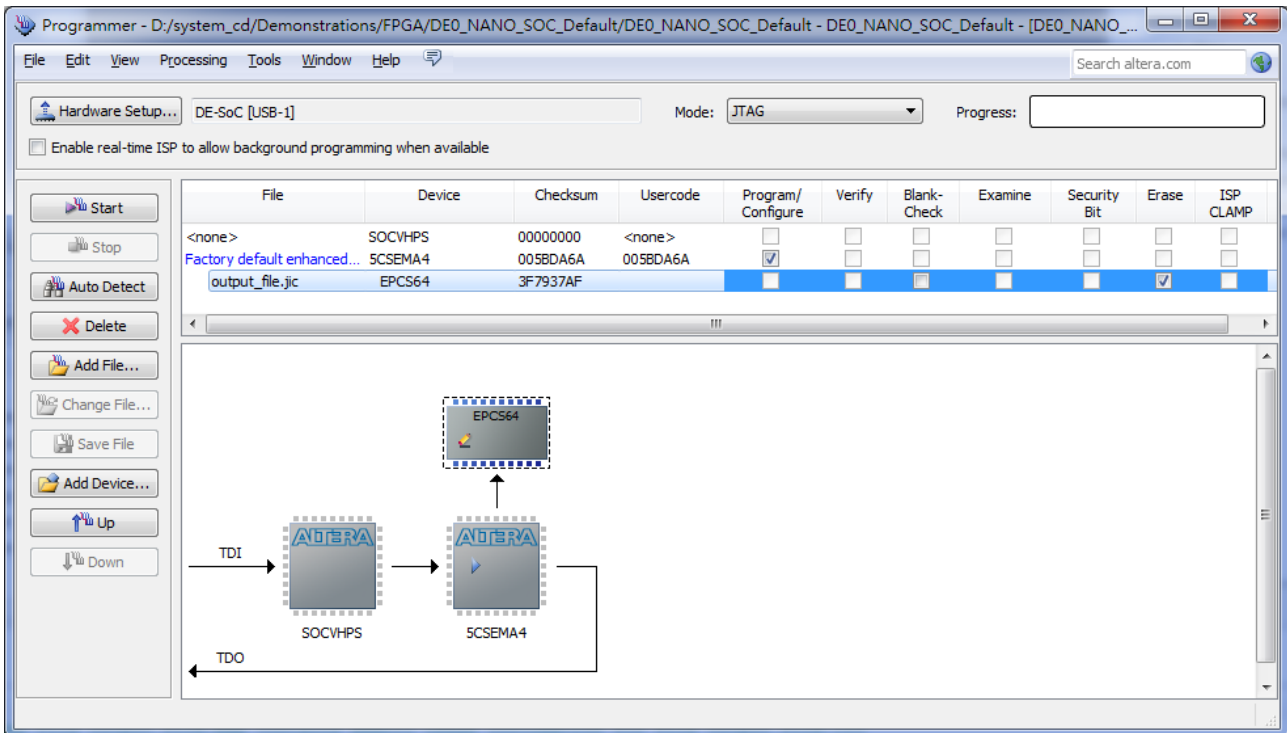 Programmer - D:/system_cd/Demonstrations/FPGA/DE0_NANO_SOC_Default/DE0_NANO_SOC_Default - DE0_NANO_SOC_Default - [DE0_NANO_...
File Edit View Processing Tools Window Help Search altera.com
Hardware Setup... DE-SoC [USB-1] Mode: JTAG Progress:
Enable real-time ISP to allow background programming when available
Start
Stop
Auto Detect
Delete
Add File...
Change File...
Save File
Add Device...
Up
Down
File Device Checksum Usercode Program/ Verify Blank- Examine Security Erase ISP
Configure Check Bit CLAMP
<none> SOCVHPS 00000000 <none>
Factory default enhanced... 5CSEMA4 005BDA6A 005BDA6A
output_file.jic EPCS64 3F7937AF
EPCS64
ALTERA ALTERA
TDI
SOCVHPS 5CSEMA4
TDO